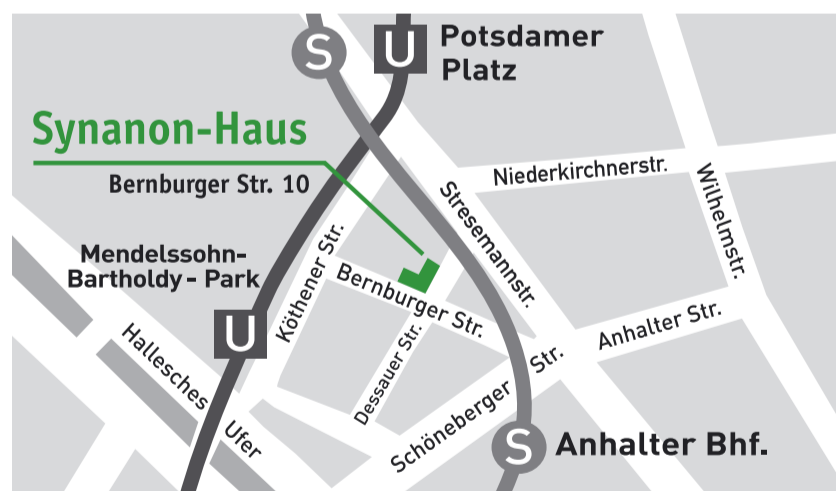 S
U
Potsdamer
Platz
Synanon-Haus
Bernburger Str. 10
Niederkirchnerstr.
Wilhelmstr.
Stresemannstr.
Mendelssohn-
Bartholdy - Park
U
Köthener Str.
Bernburger Str.
Dessauer Str.
Anhalter Str.
Schöneberger Str.
Hallesches Ufer
S
Anhalter Bhf.